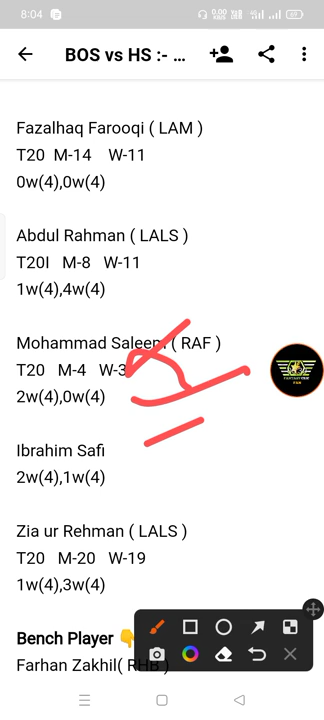 8:04
BOS vs HS :- ...
Fazalhaq Farooqi ( LAM )
T20 M-14 W-11
0w(4),0w(4)
Abdul Rahman ( LALS )
T20I M-8 W-11
1w(4),4w(4)
Mohammad Saleem ( RAF )
T20 M-4 W-3
2w(4),0w(4)
Ibrahim Safi
2w(4),1w(4)
Zia ur Rehman ( LALS )
T20 M-20 W-19
1w(4),3w(4)
Bench Player 👇
Farhan Zakhil( RHB )